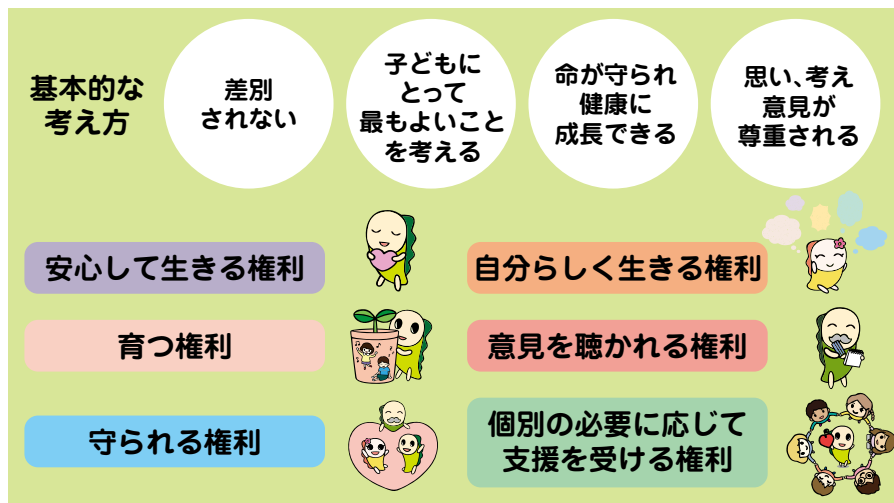 基本的な
考え方
差別
されない
子どもに
とって
最もよいこと
を考える
命が守られ
健康に
成長できる
思い、考え
意見が
尊重される
安心して生きる権利
自分らしく生きる権利
育つ権利
意見を聴かれる権利
守られる権利
個別の必要に応じて
支援を受ける権利